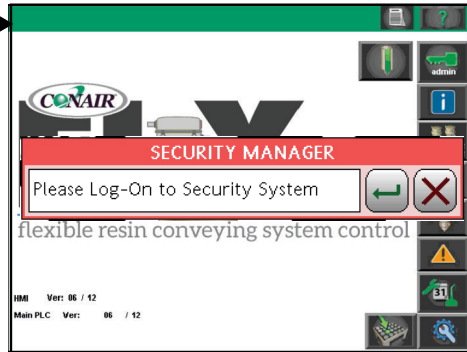 ?
admin
CONAIR
i
SECURITY MANAGER
Please Log-On to Security System
flexible resin conveying system control
31
HMI Ver: 06 / 12
Main PLC Ver: 06 / 12